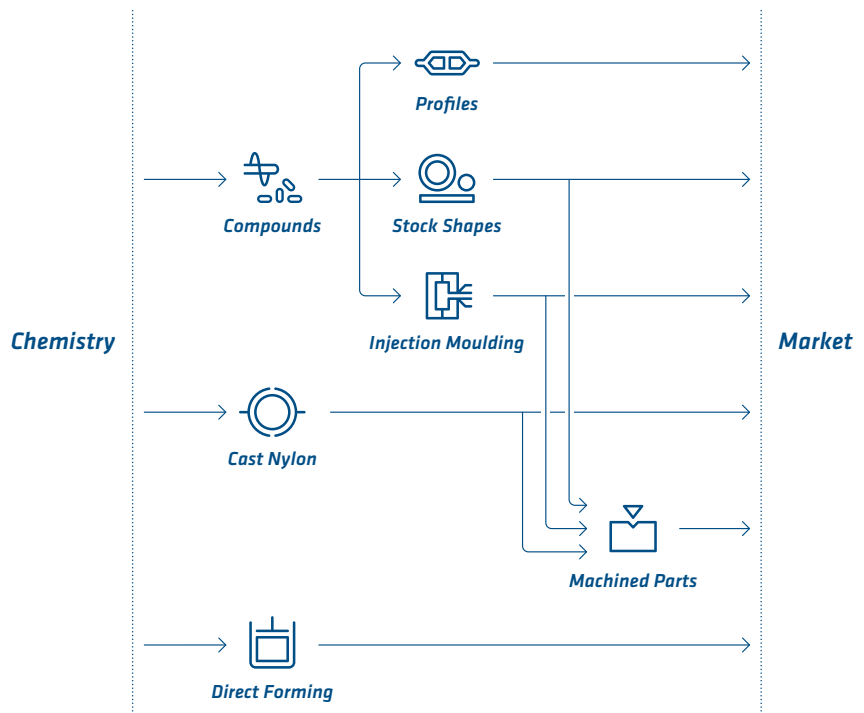 Profiles
Compounds
Stock Shapes
Injection Moulding
Chemistry
Market
Cast Nylon
Machined Parts
Direct Forming